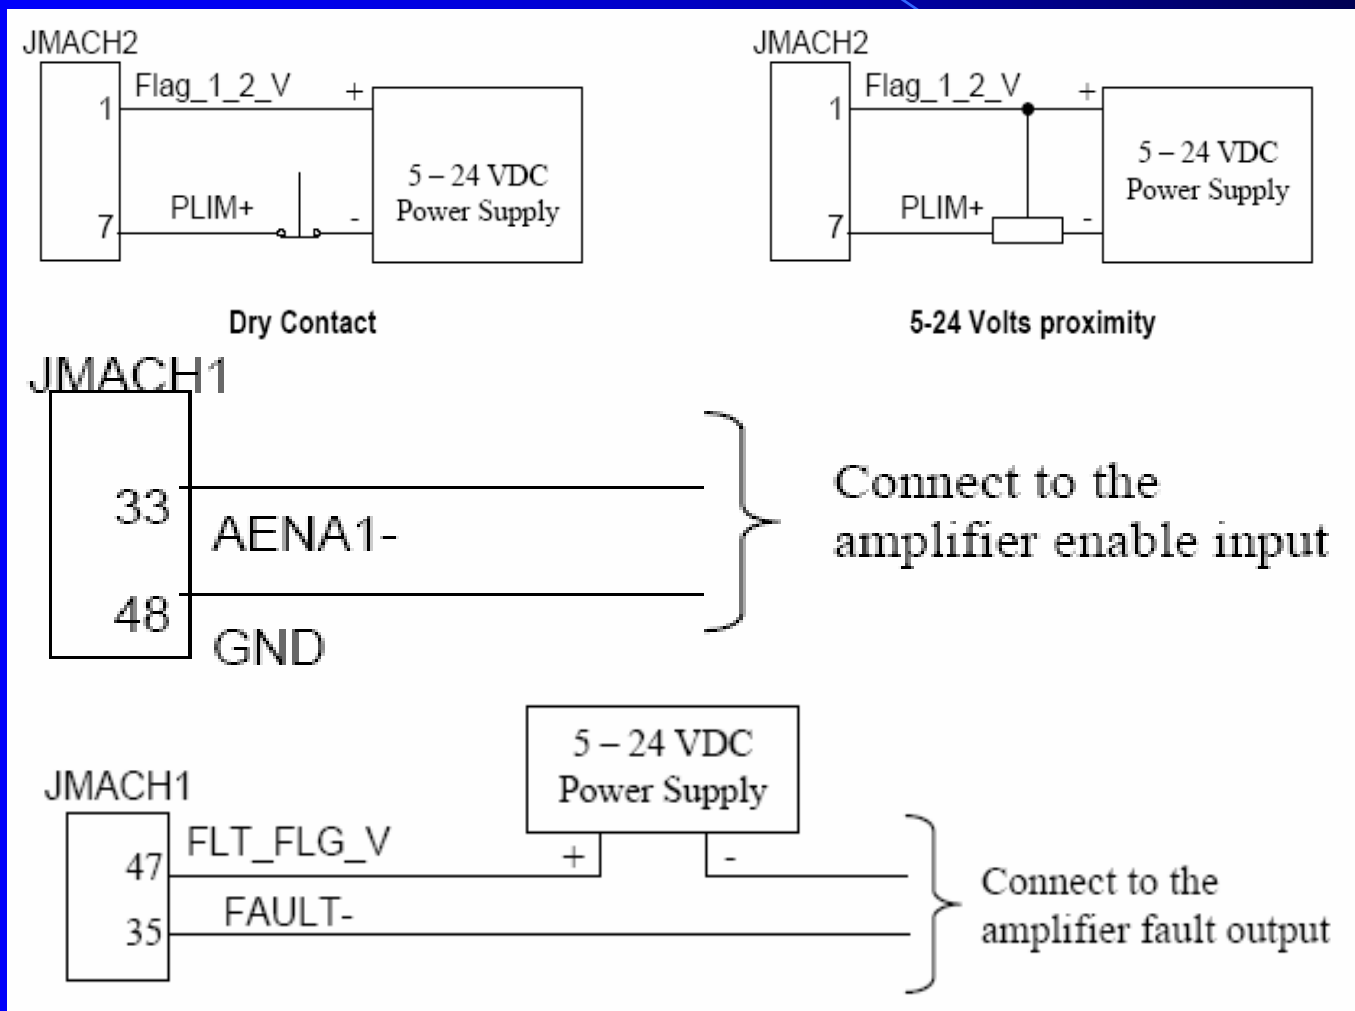 JMACH2
Flag_1_2_V
+
1
5 – 24 VDC
Power Supply
PLIM+
7
-
Dry Contact
JMACH2
Flag_1_2_V
+
1
5 – 24 VDC
Power Supply
PLIM+
7
-
5-24 Volts proximity
JMACH1
33
AENA1-
48
GND
Connect to the
amplifier enable input
5 – 24 VDC
Power Supply
JMACH1
FLT_FLG_V
+
-
47
FAULT-
35
Connect to the
amplifier fault output